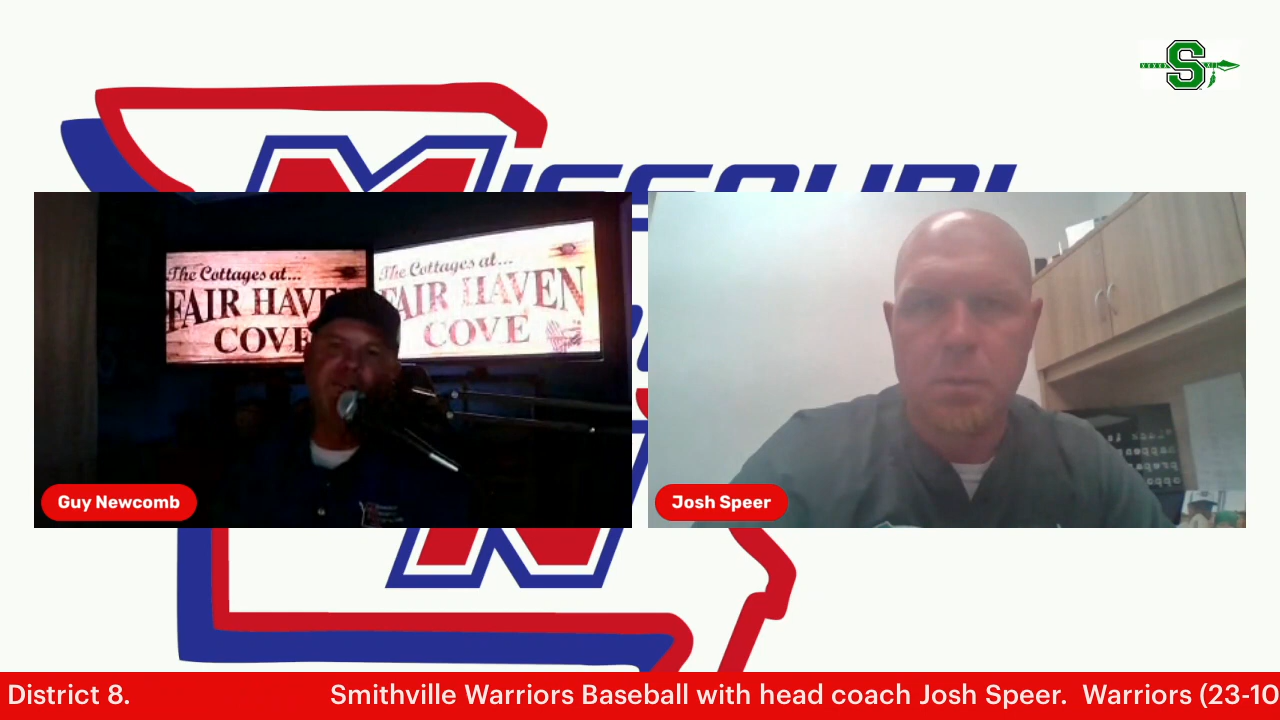 S
MISSOURI
The Cottages at...
FAIR HAVEN
COVE
The Cottages at...
FAIR HAVEN
COVE
Guy Newcomb
Josh Speer
N
District 8. Smithville Warriors Baseball with head coach Josh Speer. Warriors (23-10